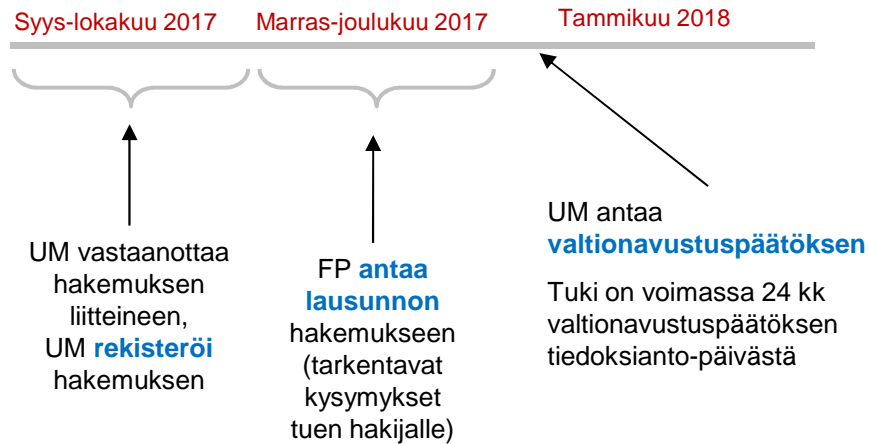 Syys-lokakuu 2017
Marras-joulukuu 2017
Tammikuu 2018
UM vastaanottaa
hakemuksen
liitteineen,
UM rekisteröi
hakemuksen
FP antaa
lausunnon
hakemukseen
(tarkentavat
kysymykset
tuen hakijalle)
UM antaa
valtionavustuspäätöksen
Tuki on voimassa 24 kk
valtionavustuspäätöksen
tiedoksianto-päivästä